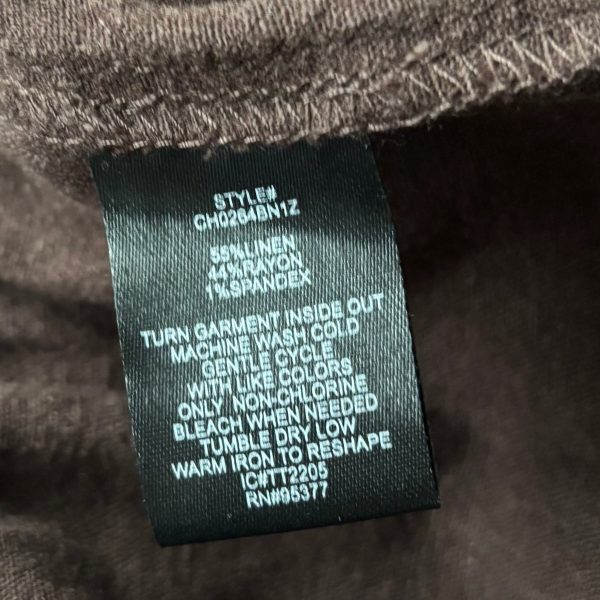 STYLE#
CH0264BN1Z
55%LINEN
44%RAYON
1%SPANDEX
TURN GARMENT INSIDE OUT
MACHINE WASH COLD
GENTLE CYCLE
WITH LIKE COLORS
ONLY NON-CHLORINE
BLEACH WHEN NEEDED
TUMBLE DRY LOW
WARM IRON TO RESHAPE
IC#TT2205
RN#95377